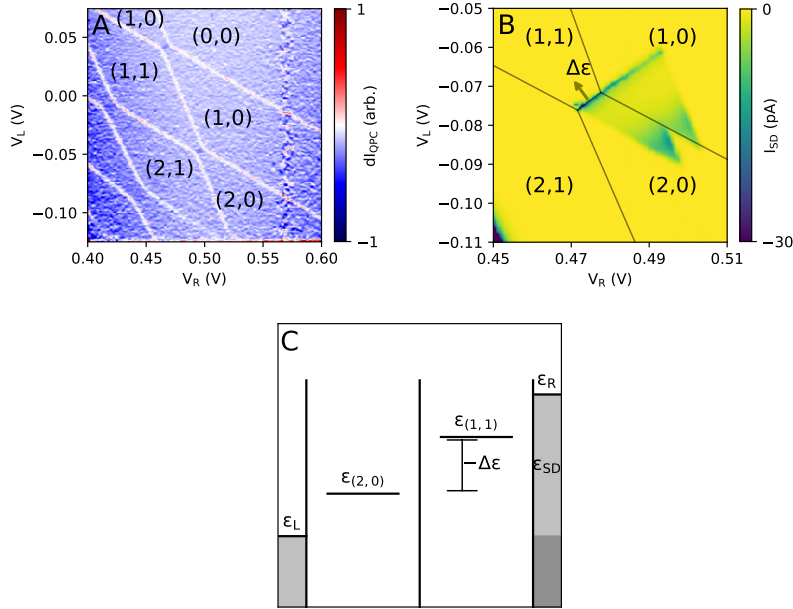 A
(1,0)
(0,0)
(1,1)
(1,0)
(2,1)
(2,0)
0.05
0.00
−0.05
−0.10
V_L (V)
0.40 0.45 0.50 0.55 0.60
V_R (V)
1
−1
dI_QPC (arb.)
B
(1,1)
(1,0)
Δε
(2,1)
(2,0)
−0.05
−0.06
−0.07
−0.08
−0.09
−0.10
−0.11
V_L (V)
0.45 0.47 0.49 0.51
V_R (V)
0
−30
I_SD (pA)
C
ε_R
ε_(1,1)
−Δε
ε_SD
ε_(2,0)
ε_L